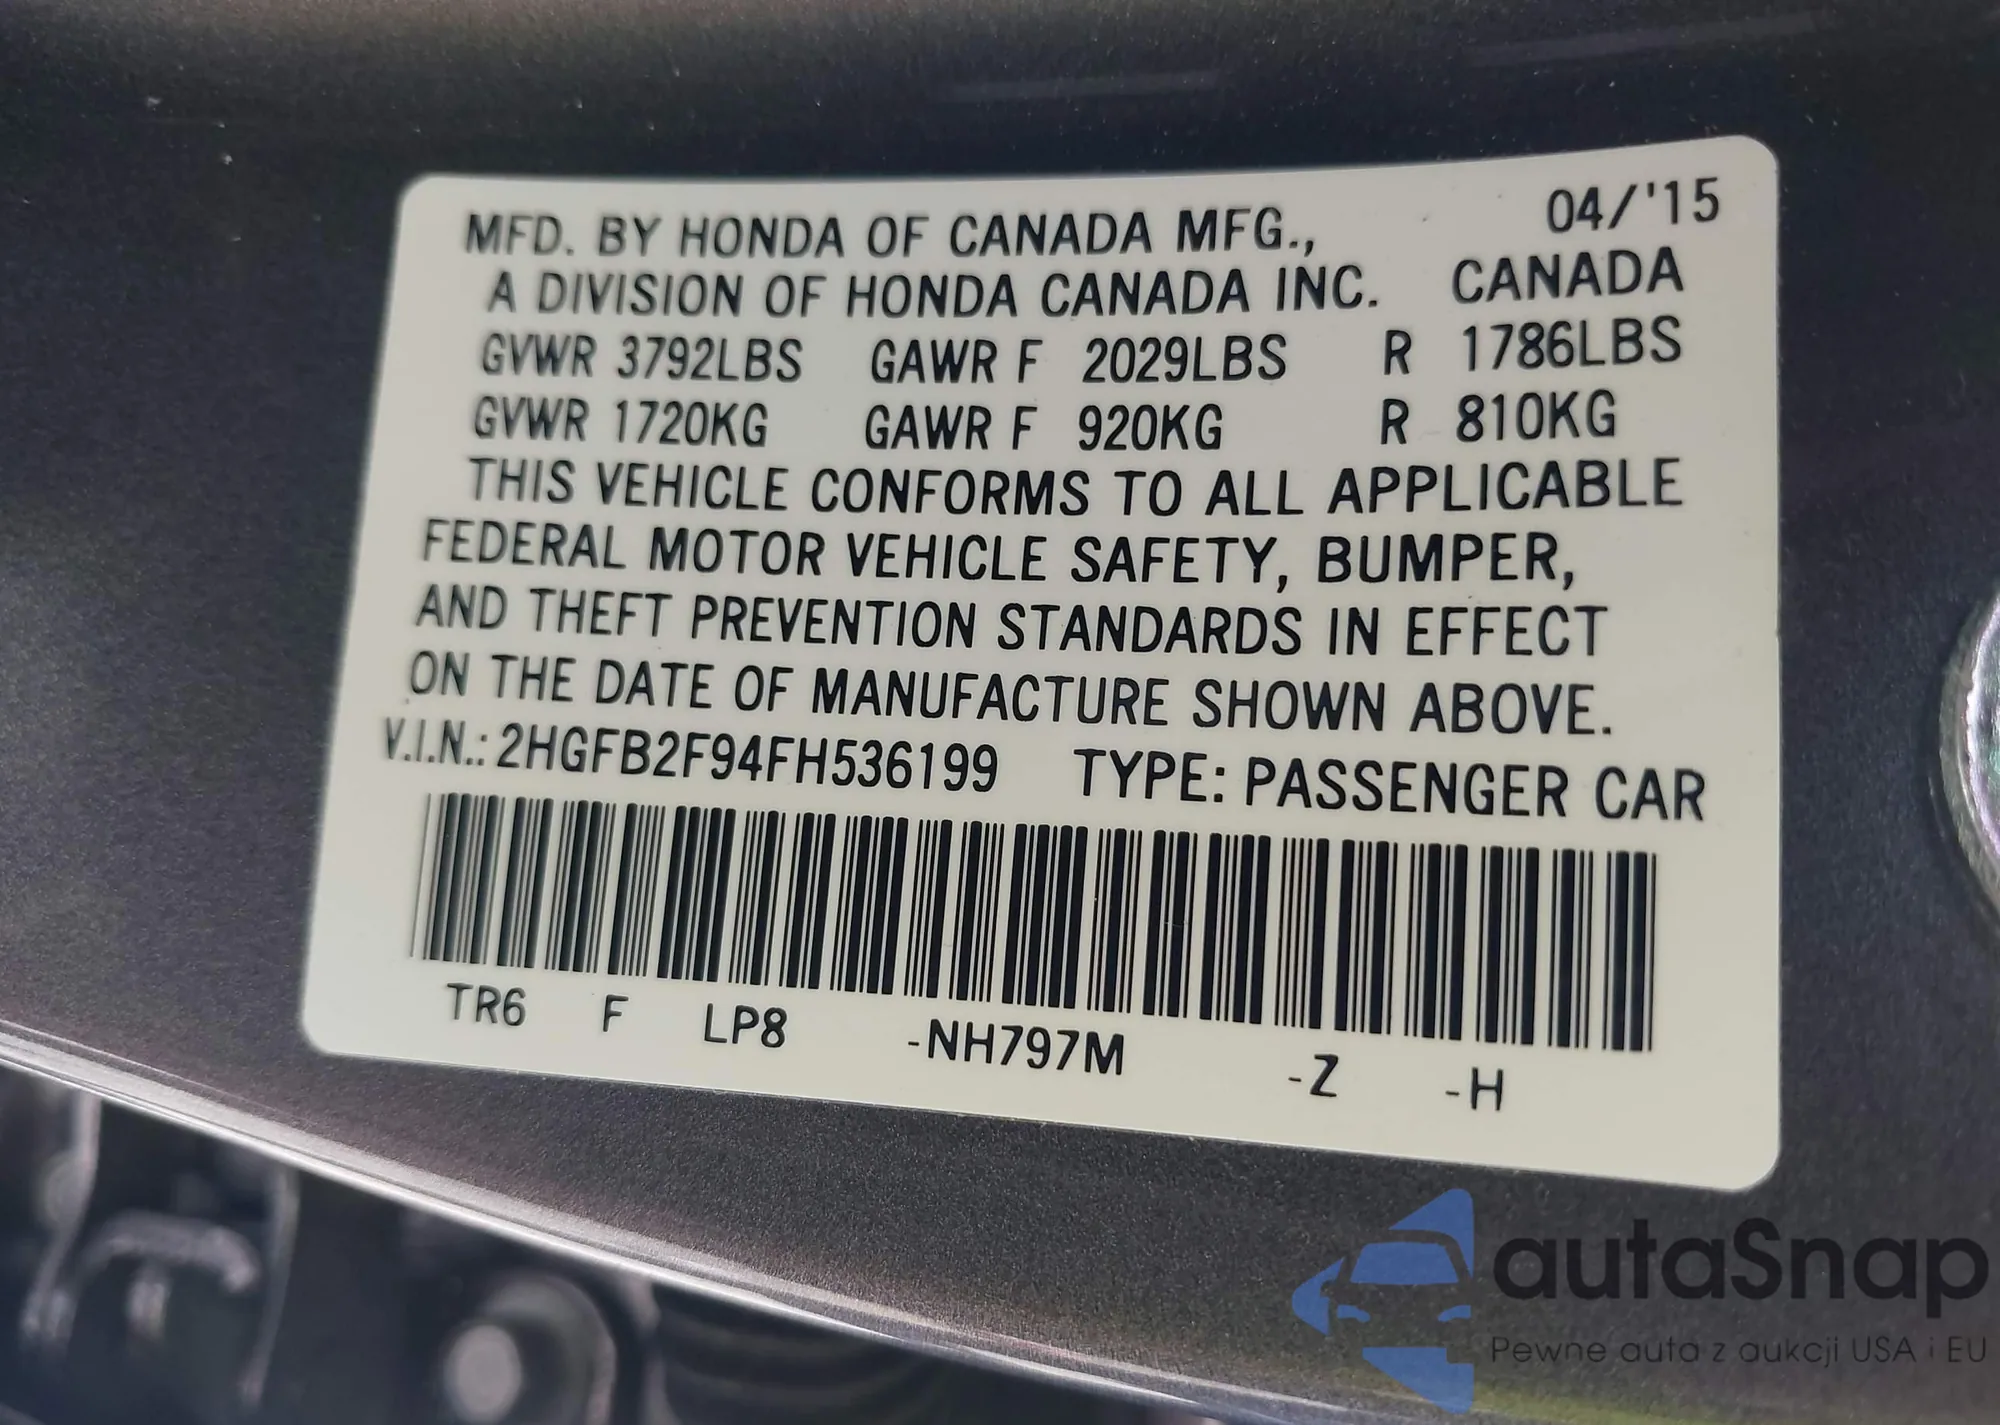 04/'15
MFD. BY HONDA OF CANADA MFG.,
A DIVISION OF HONDA CANADA INC. CANADA
GVWR 3792LBS GAWR F 2029LBS R 1786LBS
GVWR 1720KG GAWR F 920KG R 810KG
THIS VEHICLE CONFORMS TO ALL APPLICABLE
FEDERAL MOTOR VEHICLE SAFETY, BUMPER,
AND THEFT PREVENTION STANDARDS IN EFFECT
ON THE DATE OF MANUFACTURE SHOWN ABOVE.
V.I.N.: 2HGFB2F94FH536199 TYPE: PASSENGER CAR
TR6 F LP8 -NH797M -Z -H
autaSnap
Pewne auta z aukcji USA i EU